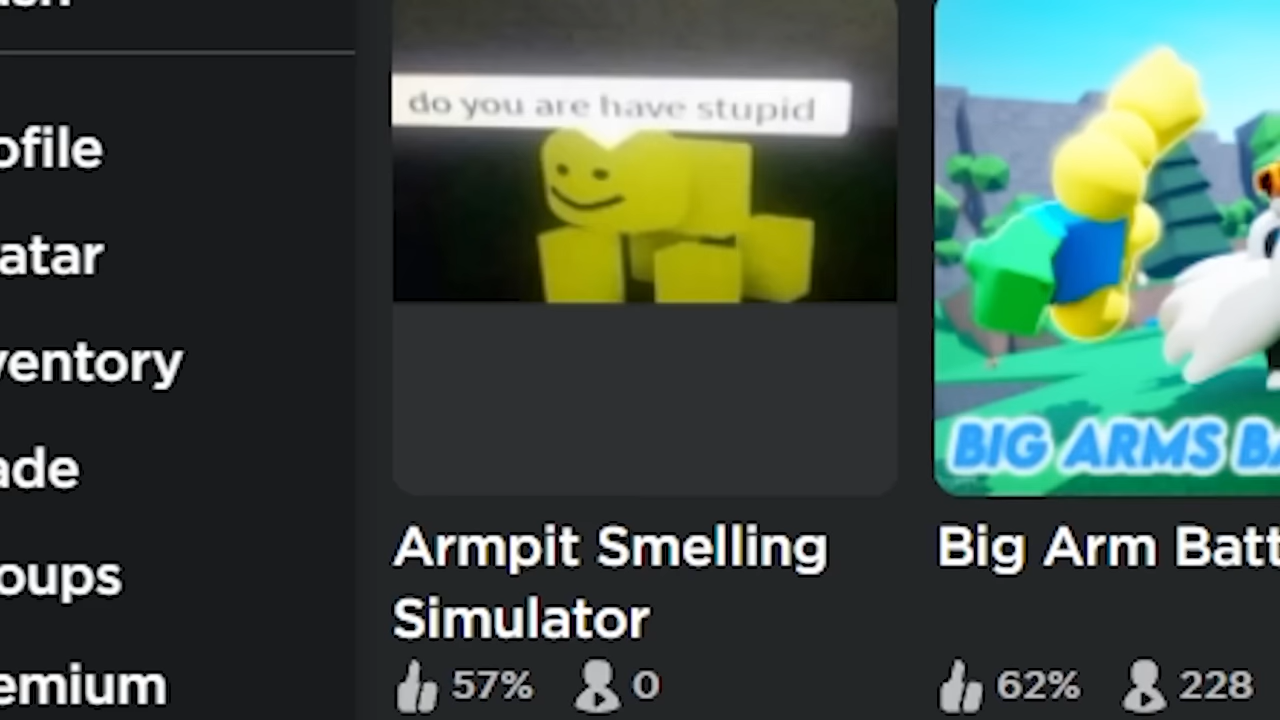 ofile
atar
ventory
ade
oups
emium
do you are have stupid
Armpit Smelling
Simulator
57% 0
BIG ARMS BA
Big Arm Batt
62% 228